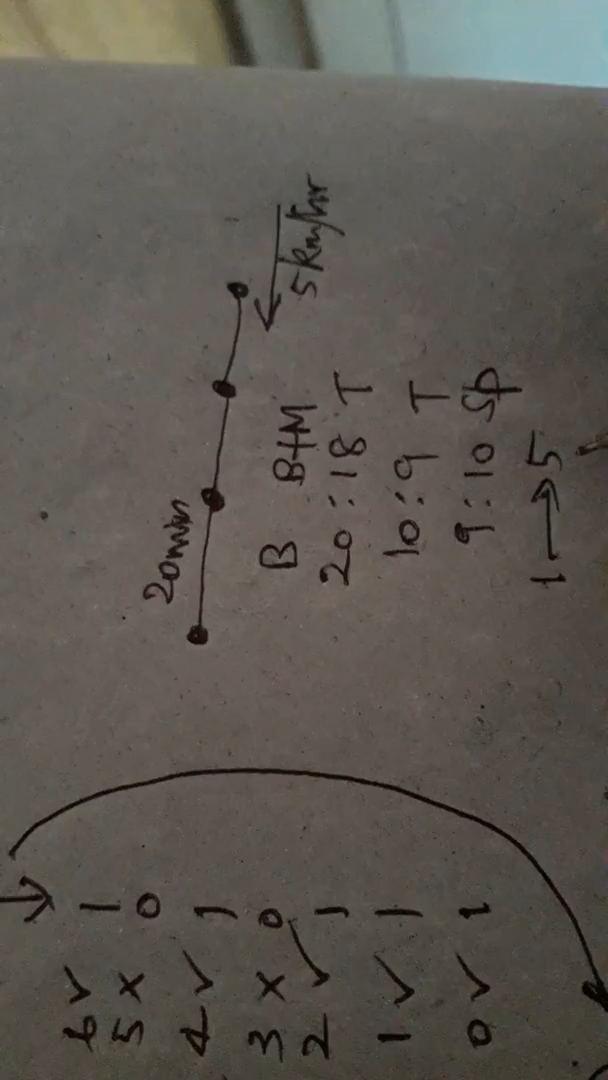 20min
5km/hr
B B+M
20:18 T
10:9 T
9:10 Sp
1→5
6✓ 1
5× 0
4✓ 1
3× 0
2✓ 1
1✓ 1
0✓ 1